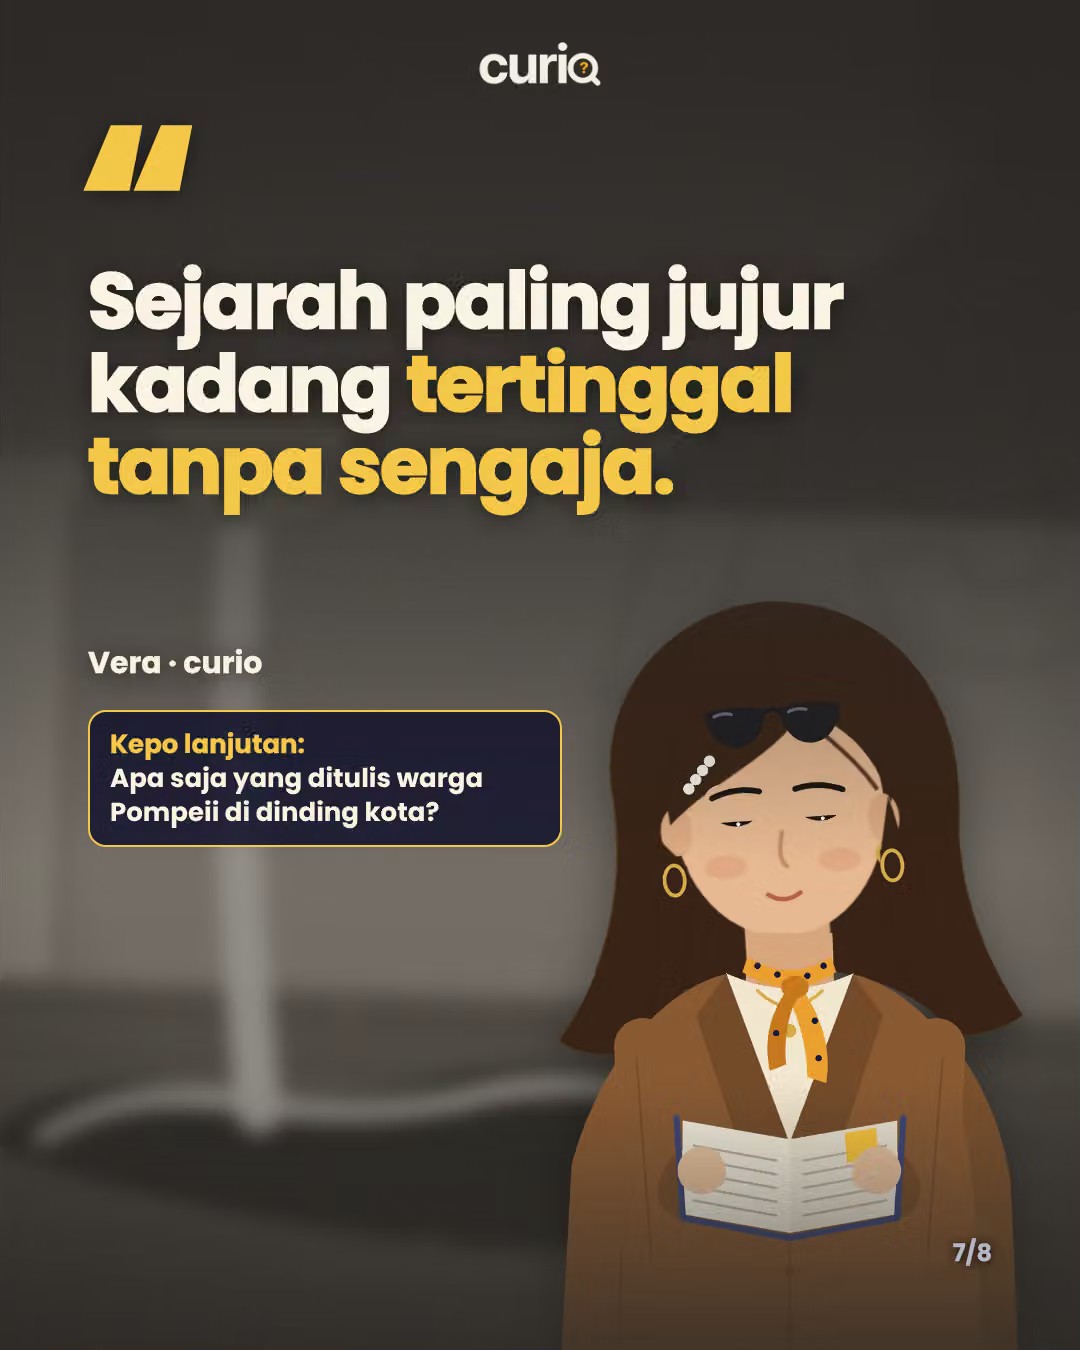 curio
?
"
Sejarah paling jujur
kadang tertinggal
tanpa sengaja.
Vera · curio
Kepo lanjutan:
Apa saja yang ditulis warga
Pompeii di dinding kota?
7/8